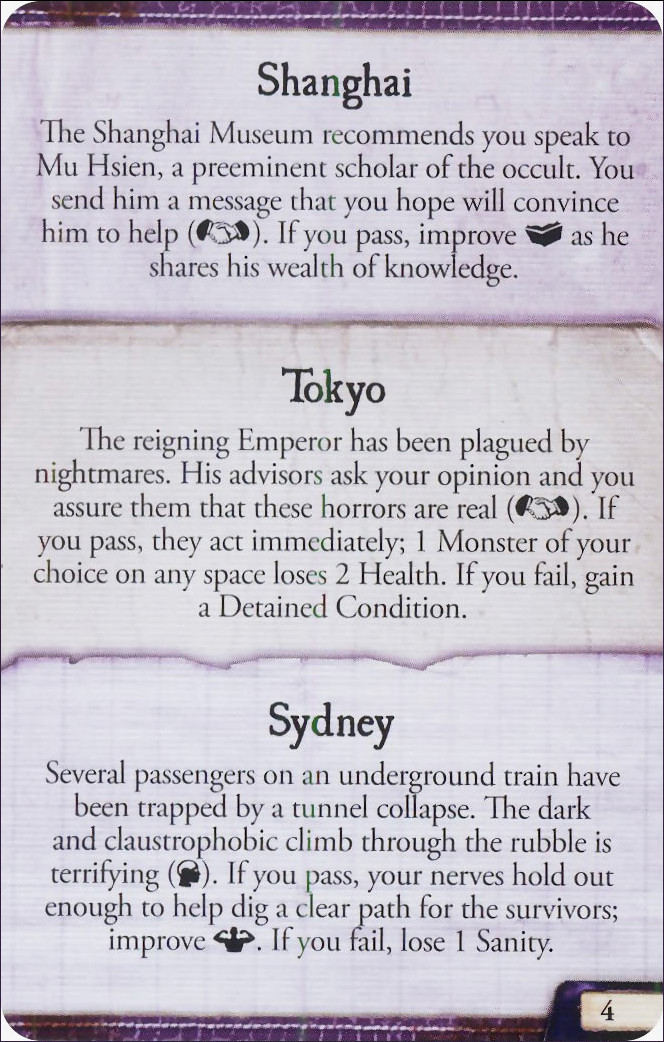 Shanghai
The Shanghai Museum recommends you speak to
Mu Hsien, a preeminent scholar of the occult. You
send him a message that you hope will convince
him to help (). If you pass, improve as he
shares his wealth of knowledge.
Tokyo
The reigning Emperor has been plagued by
nightmares. His advisors ask your opinion and you
assure them that these horrors are real (). If
you pass, they act immediately; 1 Monster of your
choice on any space loses 2 Health. If you fail, gain
a Detained Condition.
Sydney
Several passengers on an underground train have
been trapped by a tunnel collapse. The dark
and claustrophobic climb through the rubble is
terrifying (). If you pass, your nerves hold out
enough to help dig a clear path for the survivors;
improve . If you fail, lose 1 Sanity.
4